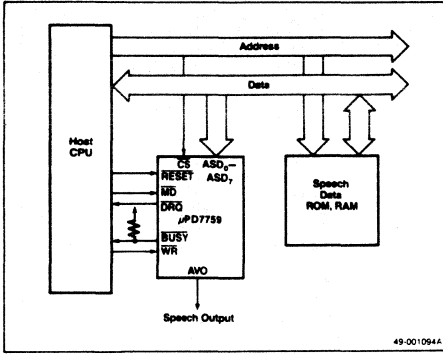 Address
Data
Host
CPU
CS ASD₀–
ASD₇
RESET
MD
DRQ
μPD7759
BUSY
WR
AVO
Speech
Data
ROM, RAM
Speech Output
49-001094A